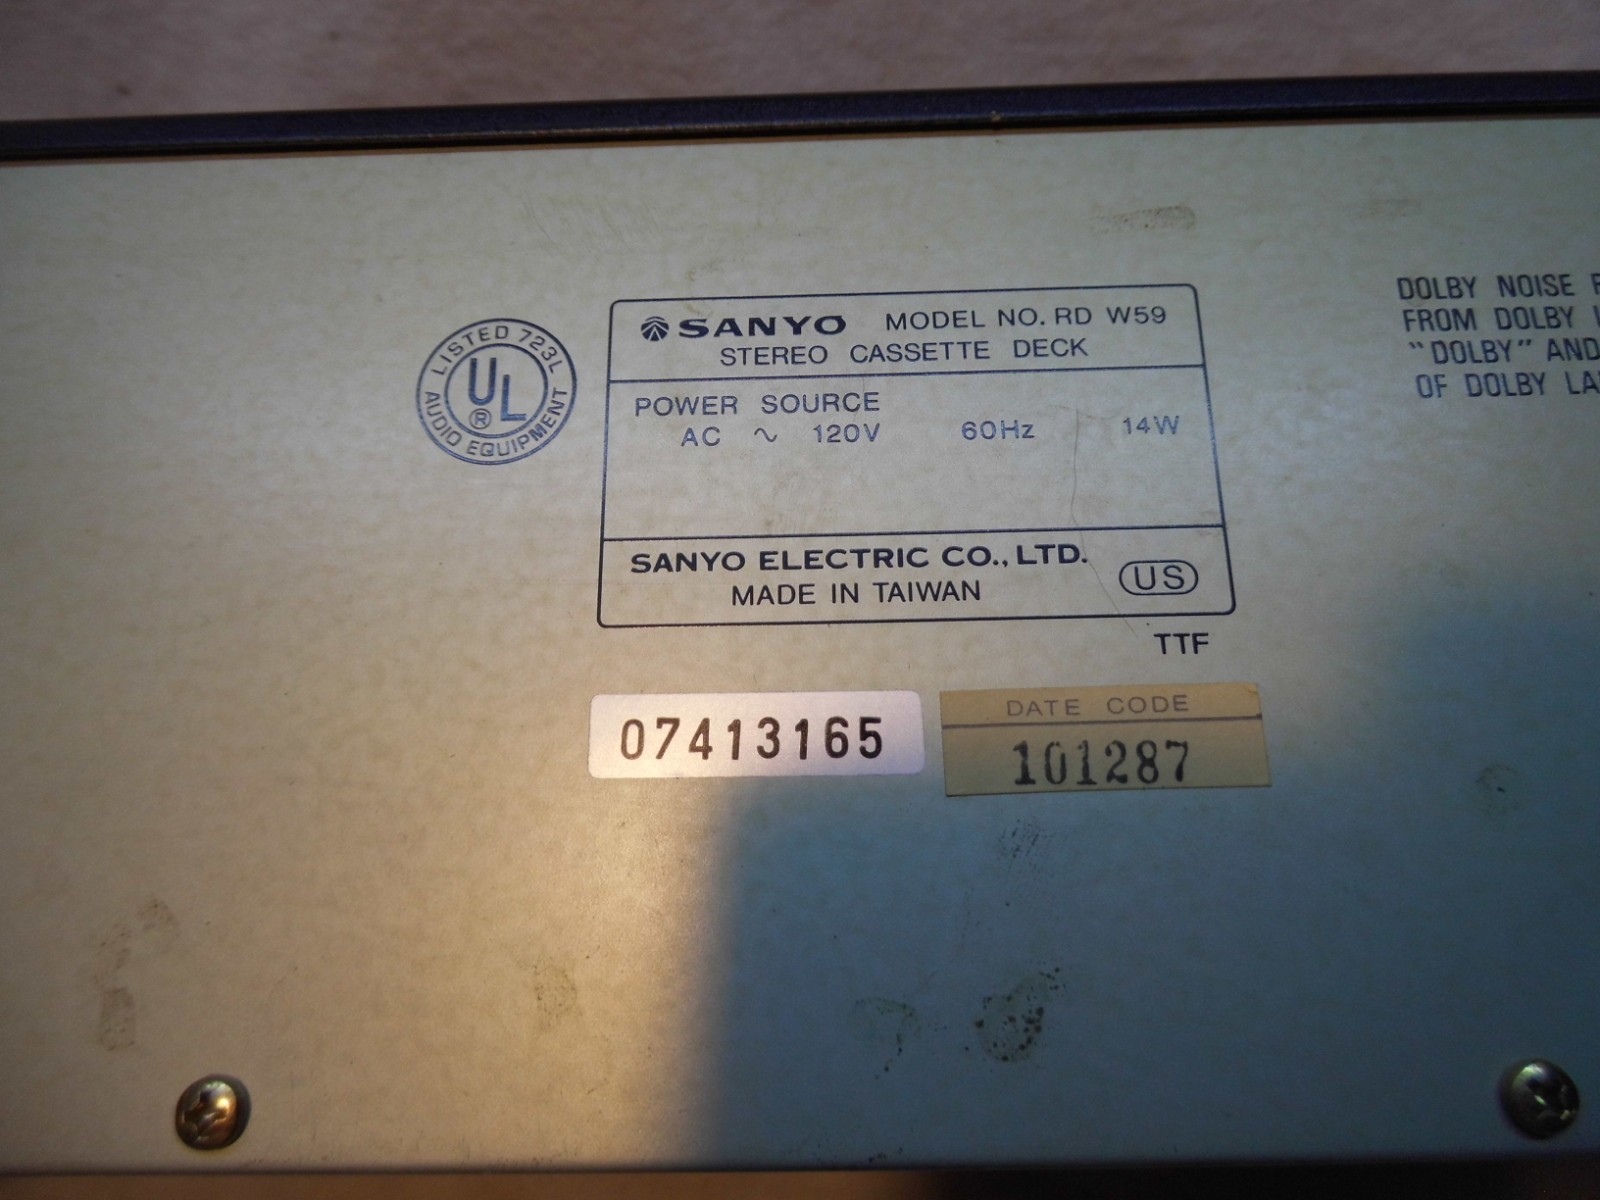 LISTED 723L
UL
®
AUDIO EQUIPMENT
SANYO MODEL NO. RD W59
STEREO CASSETTE DECK
POWER SOURCE
AC ~ 120V 60Hz 14W
SANYO ELECTRIC CO., LTD.
MADE IN TAIWAN
US
TTF
07413165
DATE CODE
101287
DOLBY NOISE
FROM DOLBY
"DOLBY" AND
OF DOLBY